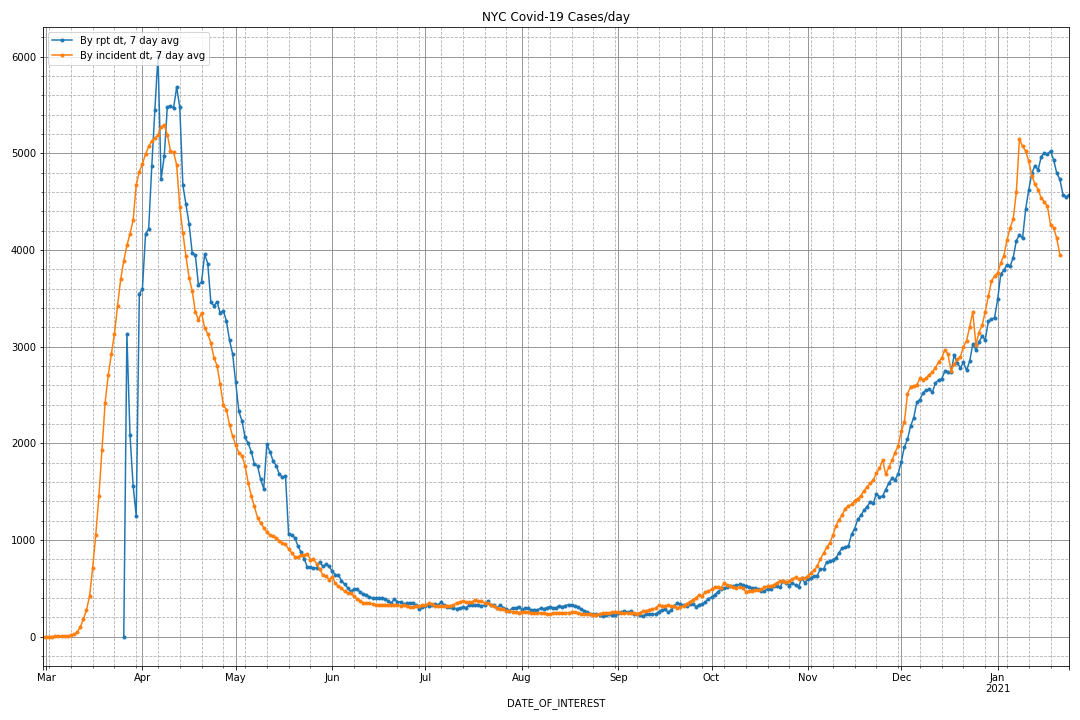 NYC Covid-19 Cases/day
By rpt dt, 7 day avg
By incident dt, 7 day avg
6000
5000
4000
3000
2000
1000
0
Mar Apr May Jun Jul Aug Sep Oct Nov Dec Jan
2021
DATE_OF_INTEREST